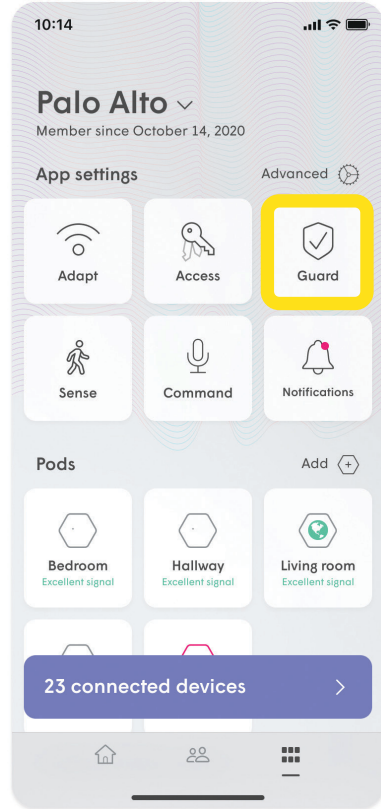 10:14
Palo Alto
Member since October 14, 2020
App settings
Advanced
Adapt
Access
Guard
Sense
Command
Notifications
Pods
Add
Bedroom
Excellent signal
Hallway
Excellent signal
Living room
Excellent signal
23 connected devices